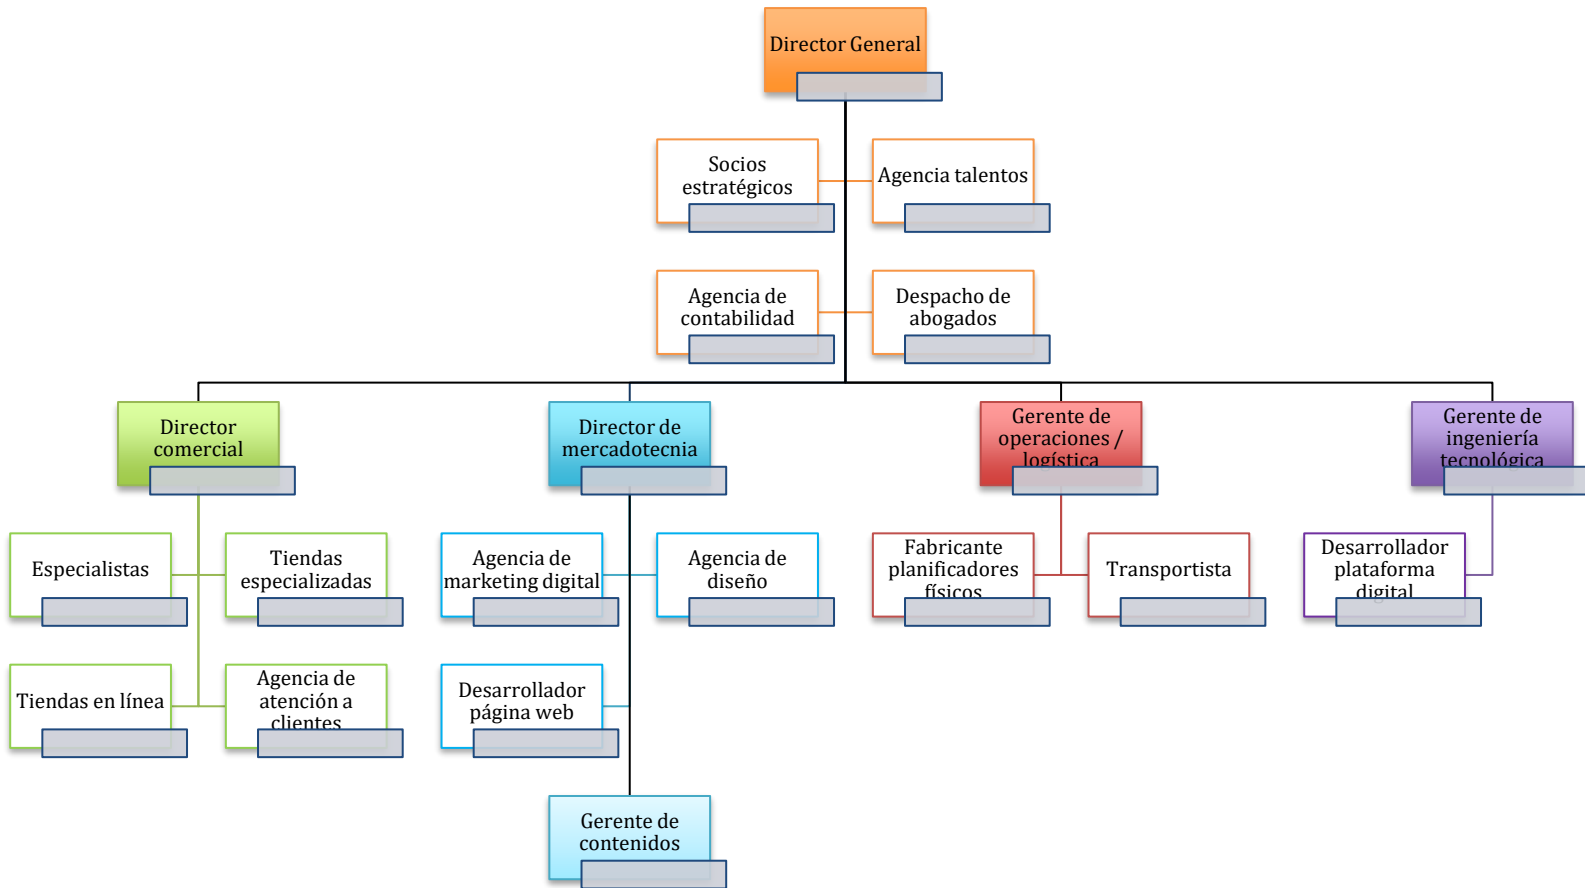 Director General
Socios
estratégicos
Agencia talentos
Agencia de
contabilidad
Despacho de
abogados
Director
comercial
Director de
mercadotecnia
Gerente de
operaciones /
logística
Gerente de
ingeniería
tecnológica
Especialistas
Tiendas
especializadas
Agencia de
marketing digital
Agencia de
diseño
Fabricante
planificadores
físicos
Transportista
Desarrollador
plataforma
digital
Tiendas en línea
Agencia de
atención a
clientes
Desarrollador
página web
Gerente de
contenidos